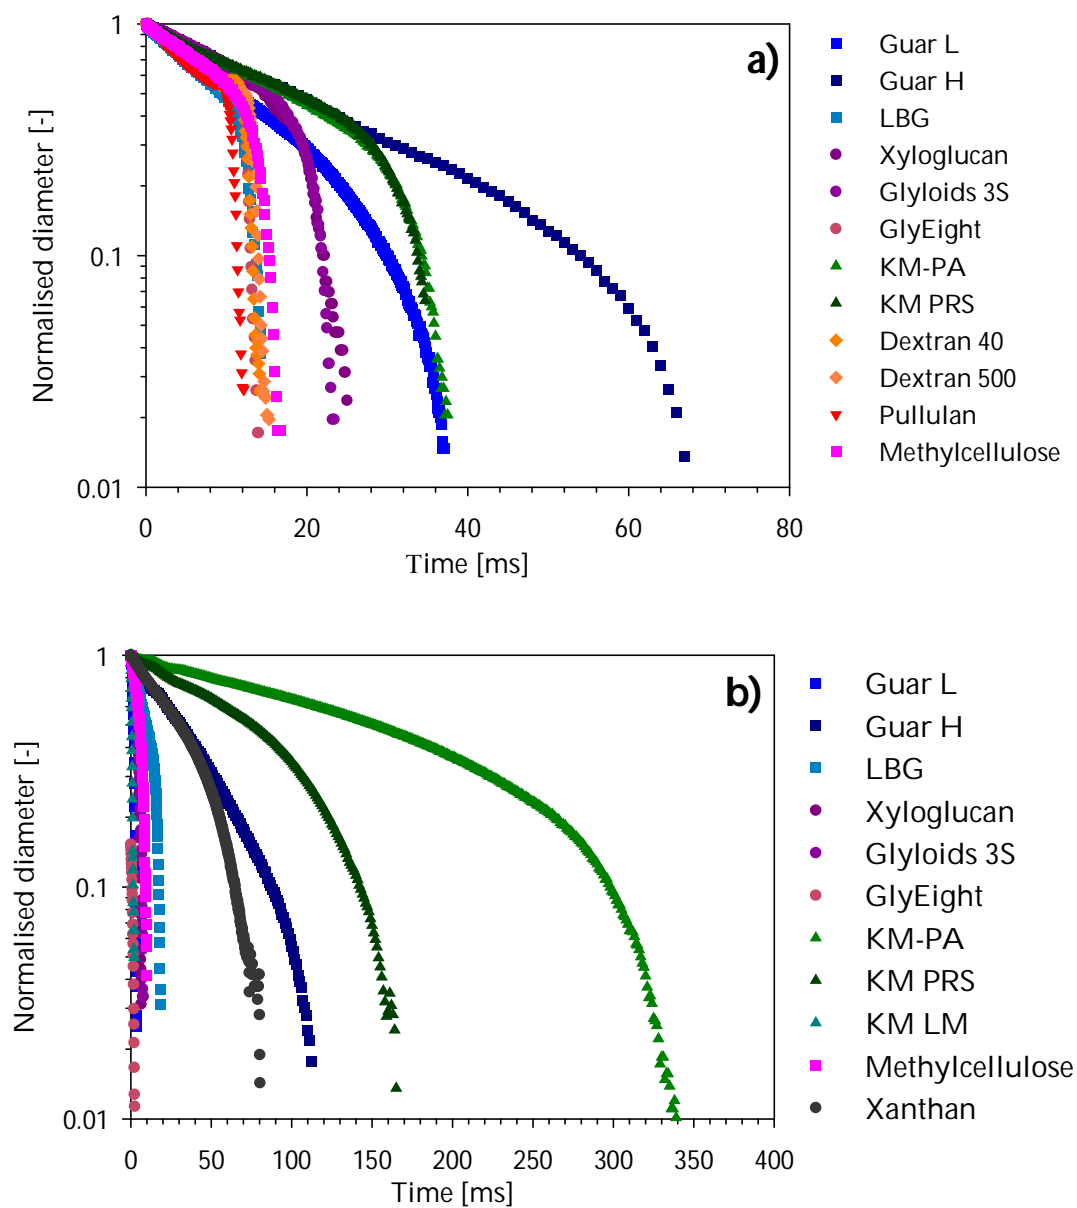 a)
1
0.1
0.01
Normalised diameter [-]
0
20
40
60
80
Time [ms]
Guar L
Guar H
LBG
Xyloglucan
Glyloids 3S
GlyEight
KM-PA
KM PRS
Dextran 40
Dextran 500
Pullulan
Methylcellulose
b)
1
0.1
0.01
Normalised diameter [-]
0
50
100
150
200
250
300
350
400
Time [ms]
Guar L
Guar H
LBG
Xyloglucan
Glyloids 3S
GlyEight
KM-PA
KM PRS
KM LM
Methylcellulose
Xanthan